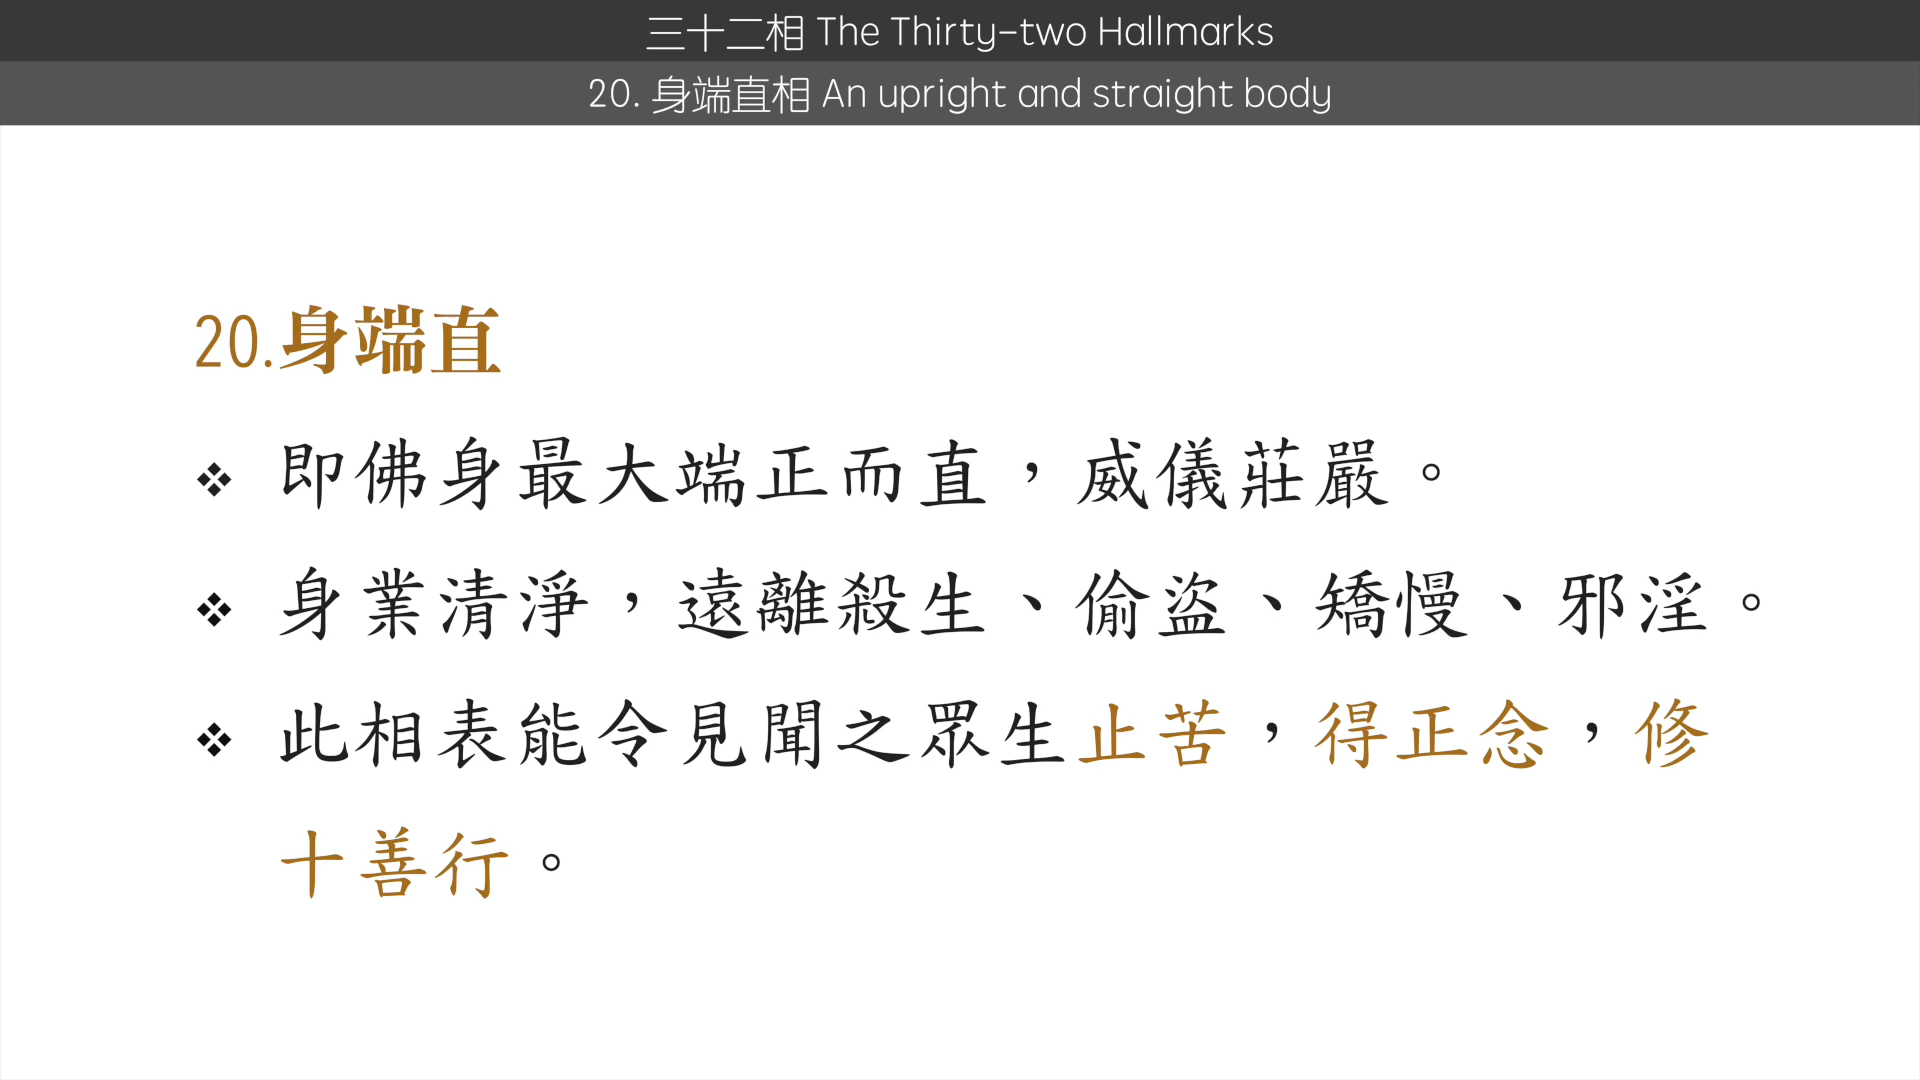 三十二相 The Thirty-two Hallmarks
20. 身端直相 An upright and straight body
20.身端直
❖ 即佛身最大端正而直，威儀莊嚴。
❖ 身業清淨，遠離殺生、偷盜、矯慢、邪淫。
❖ 此相表能令見聞之眾生止苦，得正念，修
十善行。